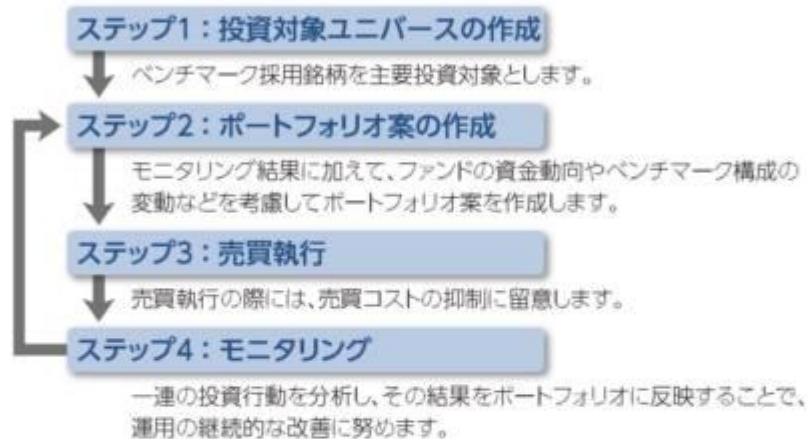 ステップ1：投資対象ユニバースの作成
ベンチマーク採用銘柄を主要投資対象とします。
ステップ2：ポートフォリオ案の作成
モニタリング結果に加えて、ファンドの資金動向やベンチマーク構成の
変動などを考慮してポートフォリオ案を作成します。
ステップ3：売買執行
売買執行の際には、売買コストの抑制に留意します。
ステップ4：モニタリング
一連の投資行動を分析し、その結果をポートフォリオに反映することで、
運用の継続的な改善に努めます。